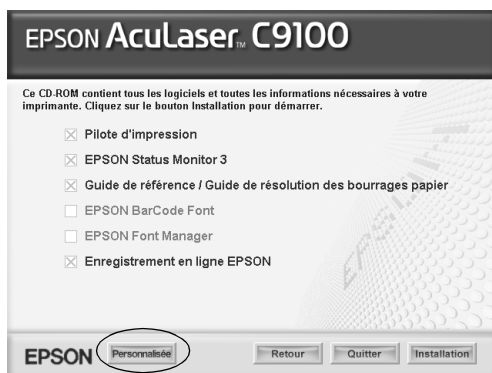 EPSON AcuLaser™ C9100
Ce CD-ROM contient tous les logiciels et toutes les informations nécessaires à votre
imprimante. Cliquez sur le bouton Installation pour démarrer.
Pilote d'impression
EPSON Status Monitor 3
Guide de référence / Guide de résolution des bourrages papier
EPSON BarCode Font
EPSON Font Manager
Enregistrement en ligne EPSON
EPSON
EPSON Personnalisée Retour Quitter Installation